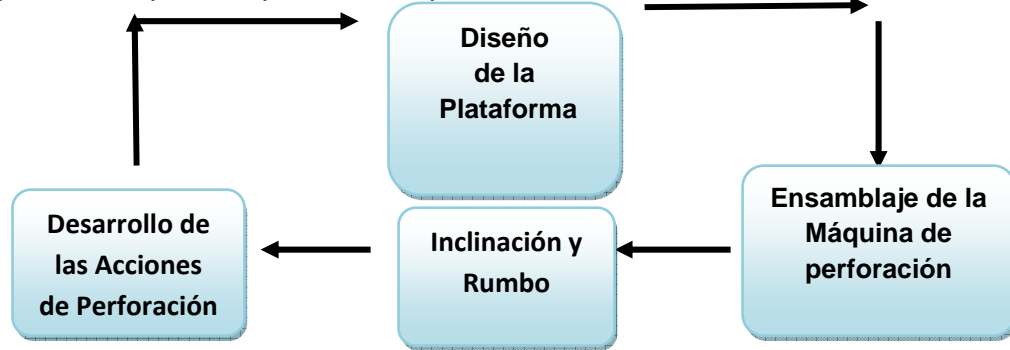 Diseño
de la
Plataforma
Ensamblaje de la
Máquina de
perforación
Inclinación y
Rumbo
Desarrollo de
las Acciones
de Perforación